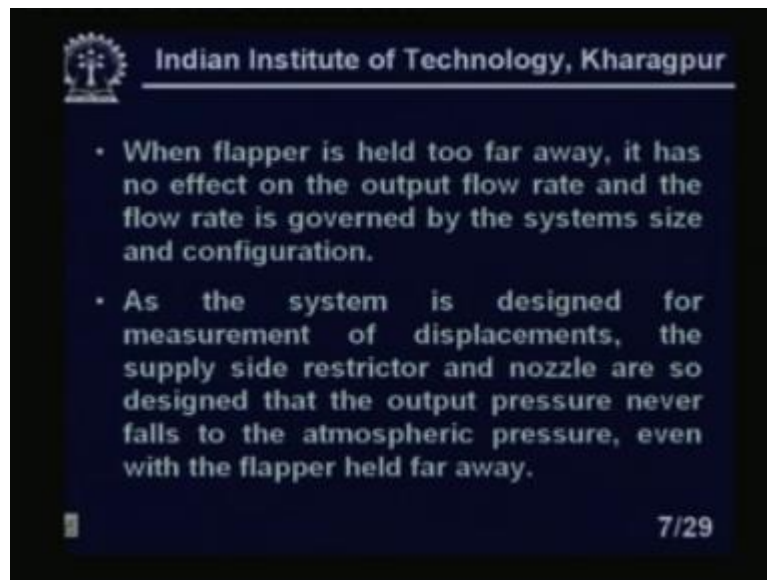 Indian Institute of Technology, Kharagpur
• When flapper is held too far away, it has
no effect on the output flow rate and the
flow rate is governed by the systems size
and configuration.
• As the system is designed for
measurement of displacements, the
supply side restrictor and nozzle are so
designed that the output pressure never
falls to the atmospheric pressure, even
with the flapper held far away.
7/29